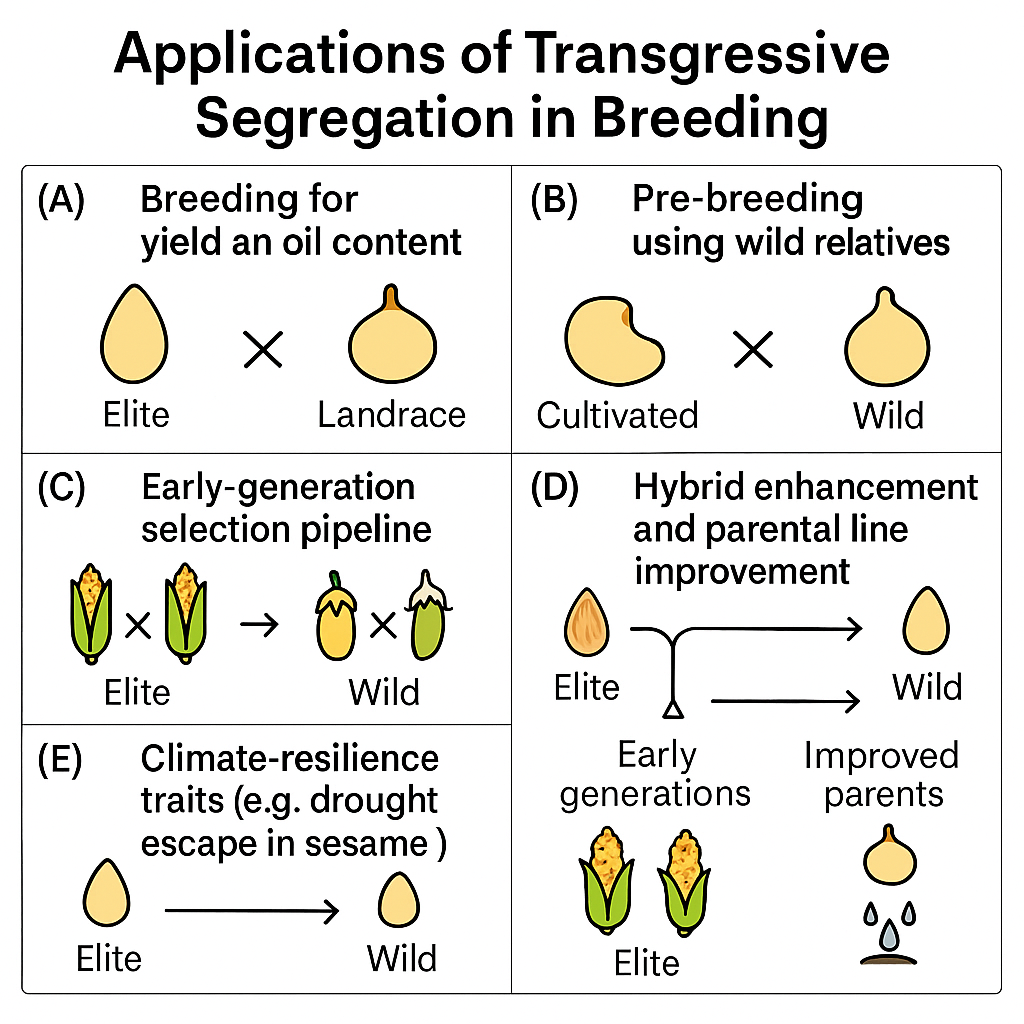 Applications of Transgressive
Segregation in Breeding
(A) Breeding for
yield an oil content
Elite
Landrace
(B) Pre-breeding
using wild relatives
Cultivated
Wild
(C) Early-generation
selection pipeline
Elite
Wild
(D) Hybrid enhancement
and parental line
improvement
Elite
Wild
Early
generations
Improved
parents
Elite
(E) Climate-resilience
traits (e.g. drought
escape in sesame )
Elite
Wild